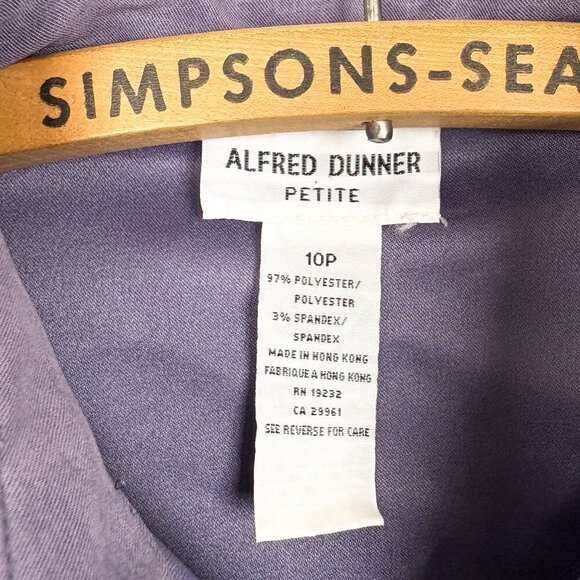 SIMPSONS-SEA
ALFRED DUNNER
PETITE
10P
97% POLYESTER/
POLYESTER
3% SPANDEX/
SPANDEX
MADE IN HONG KONG
FABRIQUE A HONG KONG
RN 19232
CA 29961
SEE REVERSE FOR CARE